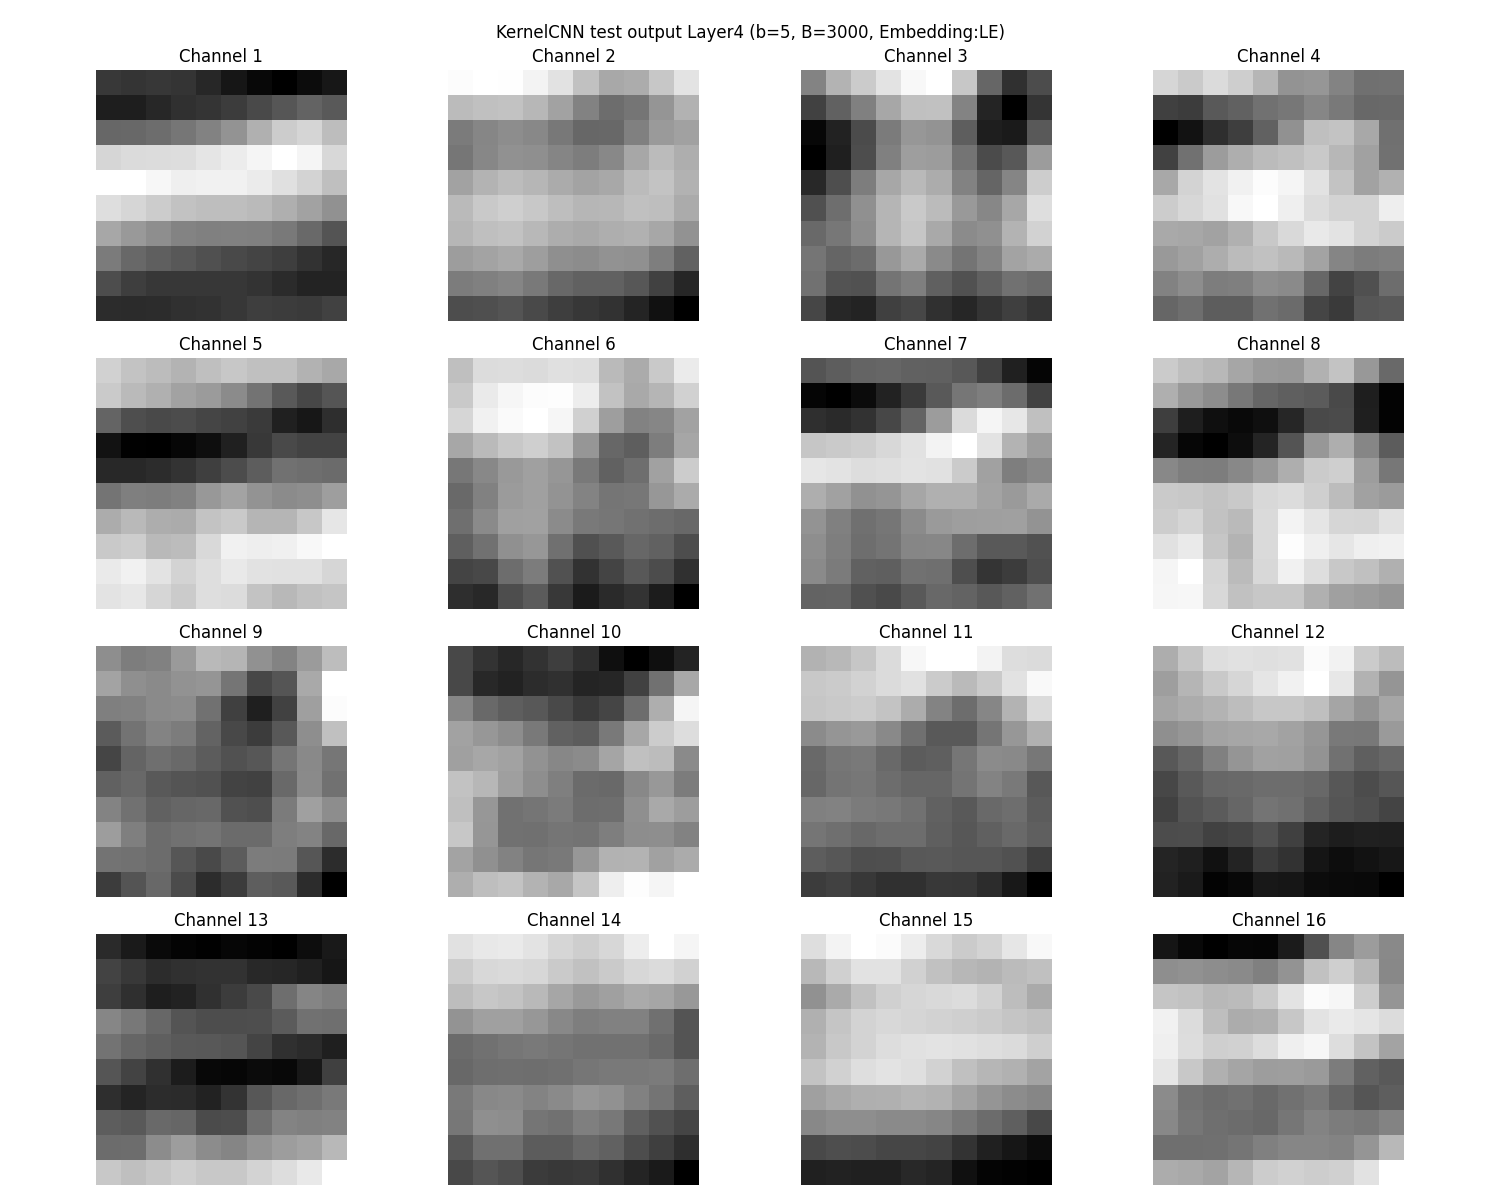 KernelCNN test output Layer4 (b=5, B=3000, Embedding:LE)
Channel 1
Channel 2
Channel 3
Channel 4
Channel 5
Channel 6
Channel 7
Channel 8
Channel 9
Channel 10
Channel 11
Channel 12
Channel 13
Channel 14
Channel 15
Channel 16